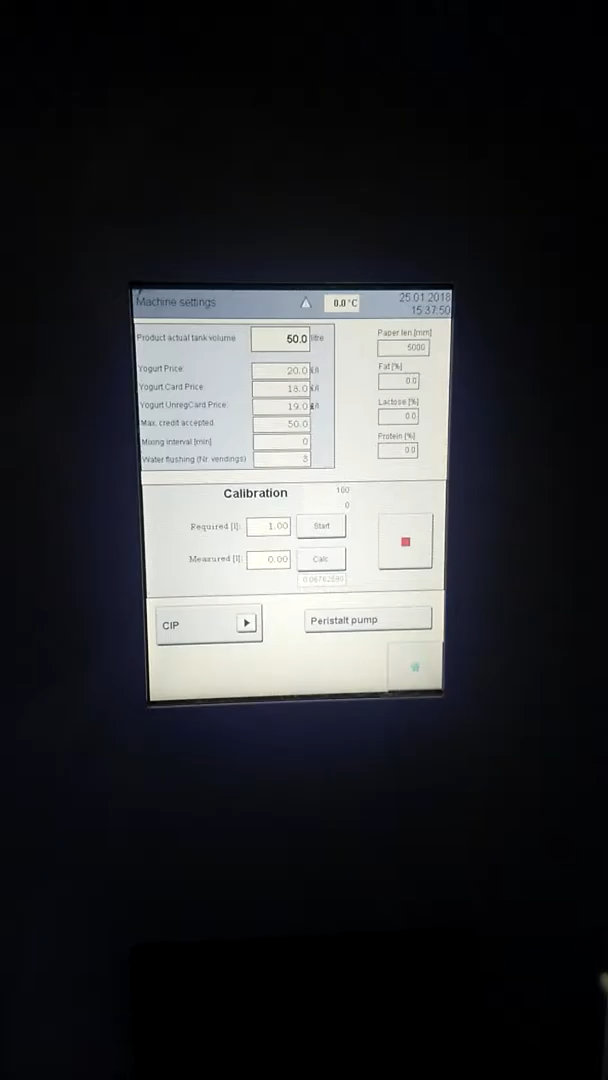 Machine settings 0.0 °C 25.01.2018
15:37:50
Product actual tank volume 50.0 litre
Yogurt Price: 20.0
Yogurt Card Price: 18.0
Yogurt UnregCard Price: 19.0
Max. credit accepted: 50.0
Mixing interval [min] 0
Water flushing (Nr. vendings) 3
Paper len.[mm]
5000
Fat [%]
0.0
Lactose [%]
0.0
Protein [%]
0.0
Calibration 160
0
Required [l]: 1.00 Start
Measured [l]: 0.00 Calc
CIP
Peristalt pump